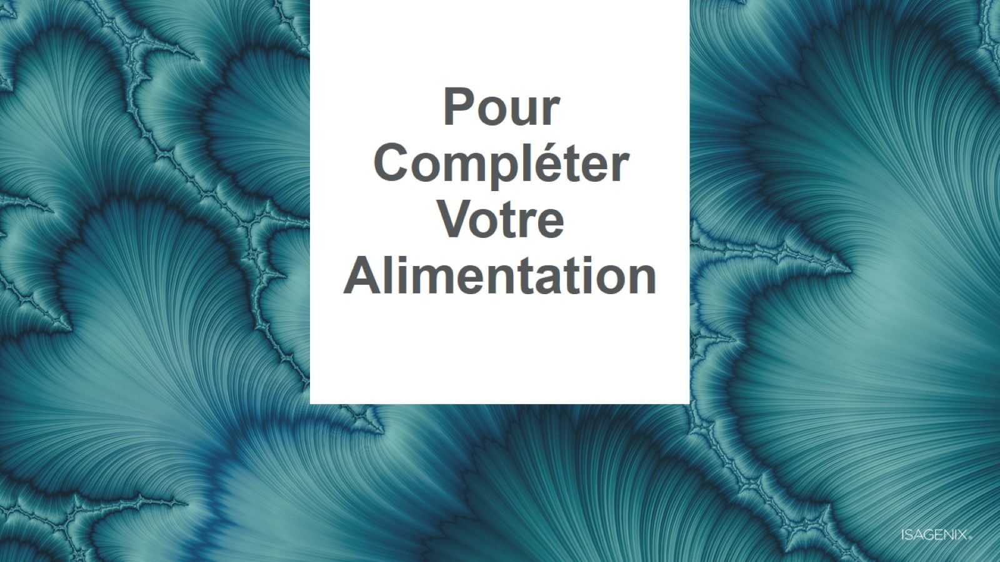 Pour
Compléter
Votre
Alimentation
ISAGENIX®